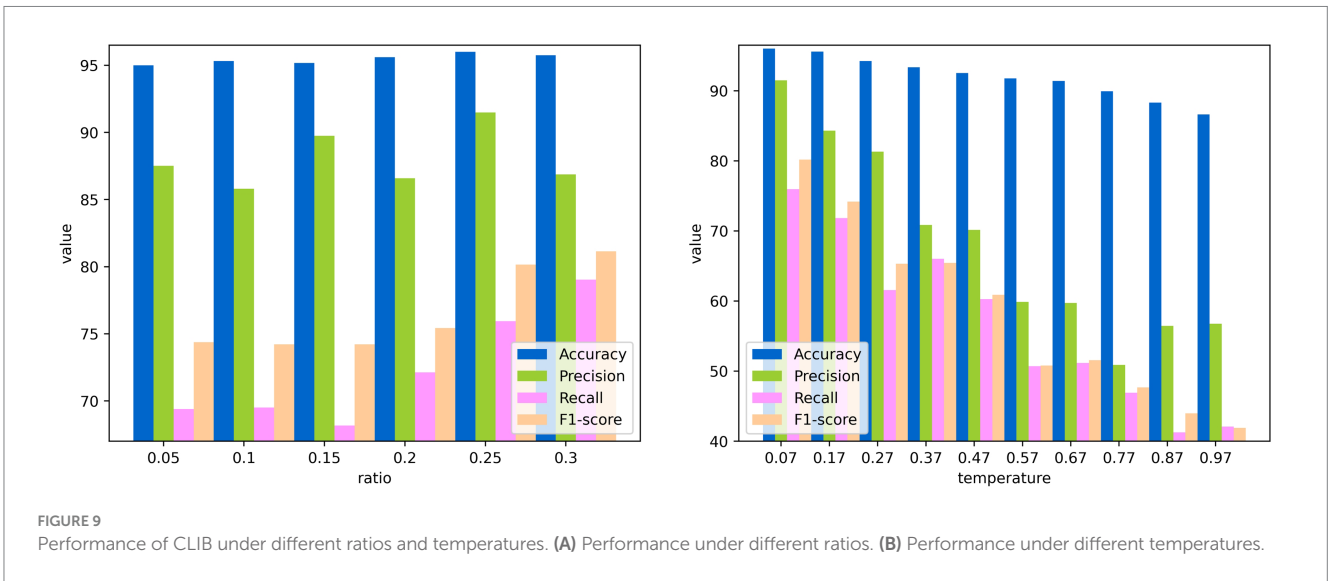 95
90
85
80
75
70
value
0.05 0.1 0.15 0.2 0.25 0.3
ratio
Accuracy
Precision
Recall
F1-score
90
80
70
60
50
40
value
0.07 0.17 0.27 0.37 0.47 0.57 0.67 0.77 0.87 0.97
temperature
Accuracy
Precision
Recall
F1-score
FIGURE 9
Performance of CLIB under different ratios and temperatures. (A) Performance under different ratios. (B) Performance under different temperatures.